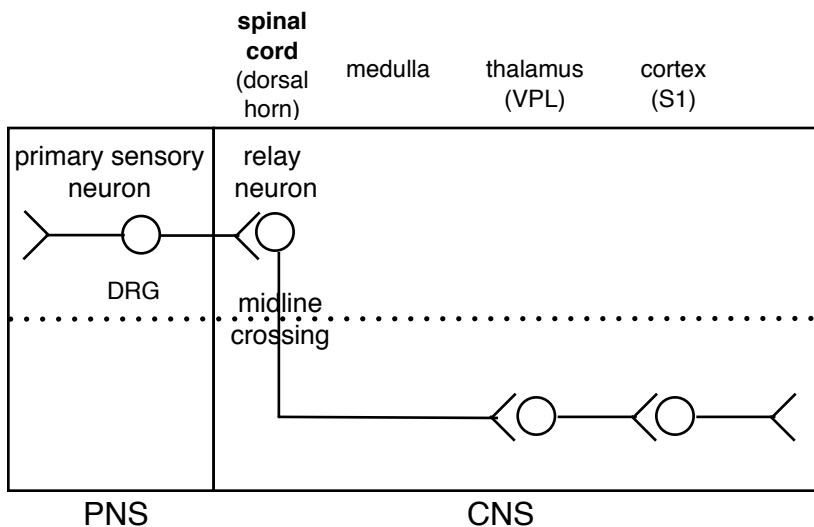 spinal
cord
(dorsal
horn)
medulla
thalamus
(VPL)
cortex
(S1)
primary sensory
neuron
relay
neuron
DRG
midline
crossing
PNS
CNS